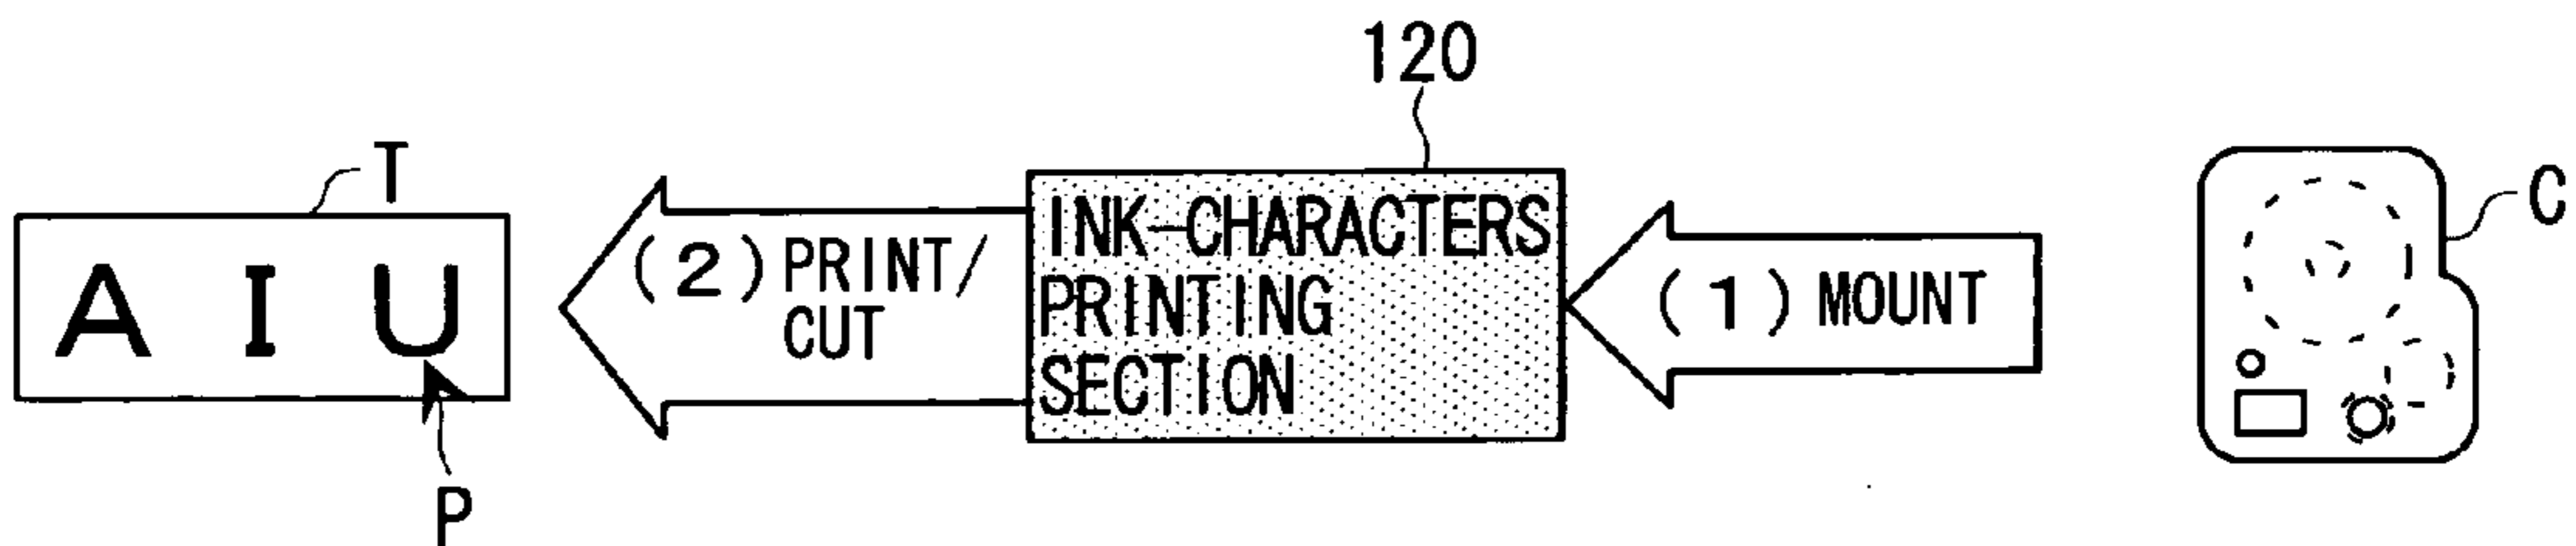 120
T
C
A I U
(2) PRINT/
CUT
INK-CHARACTERS
PRINTING
SECTION
(1) MOUNT
P